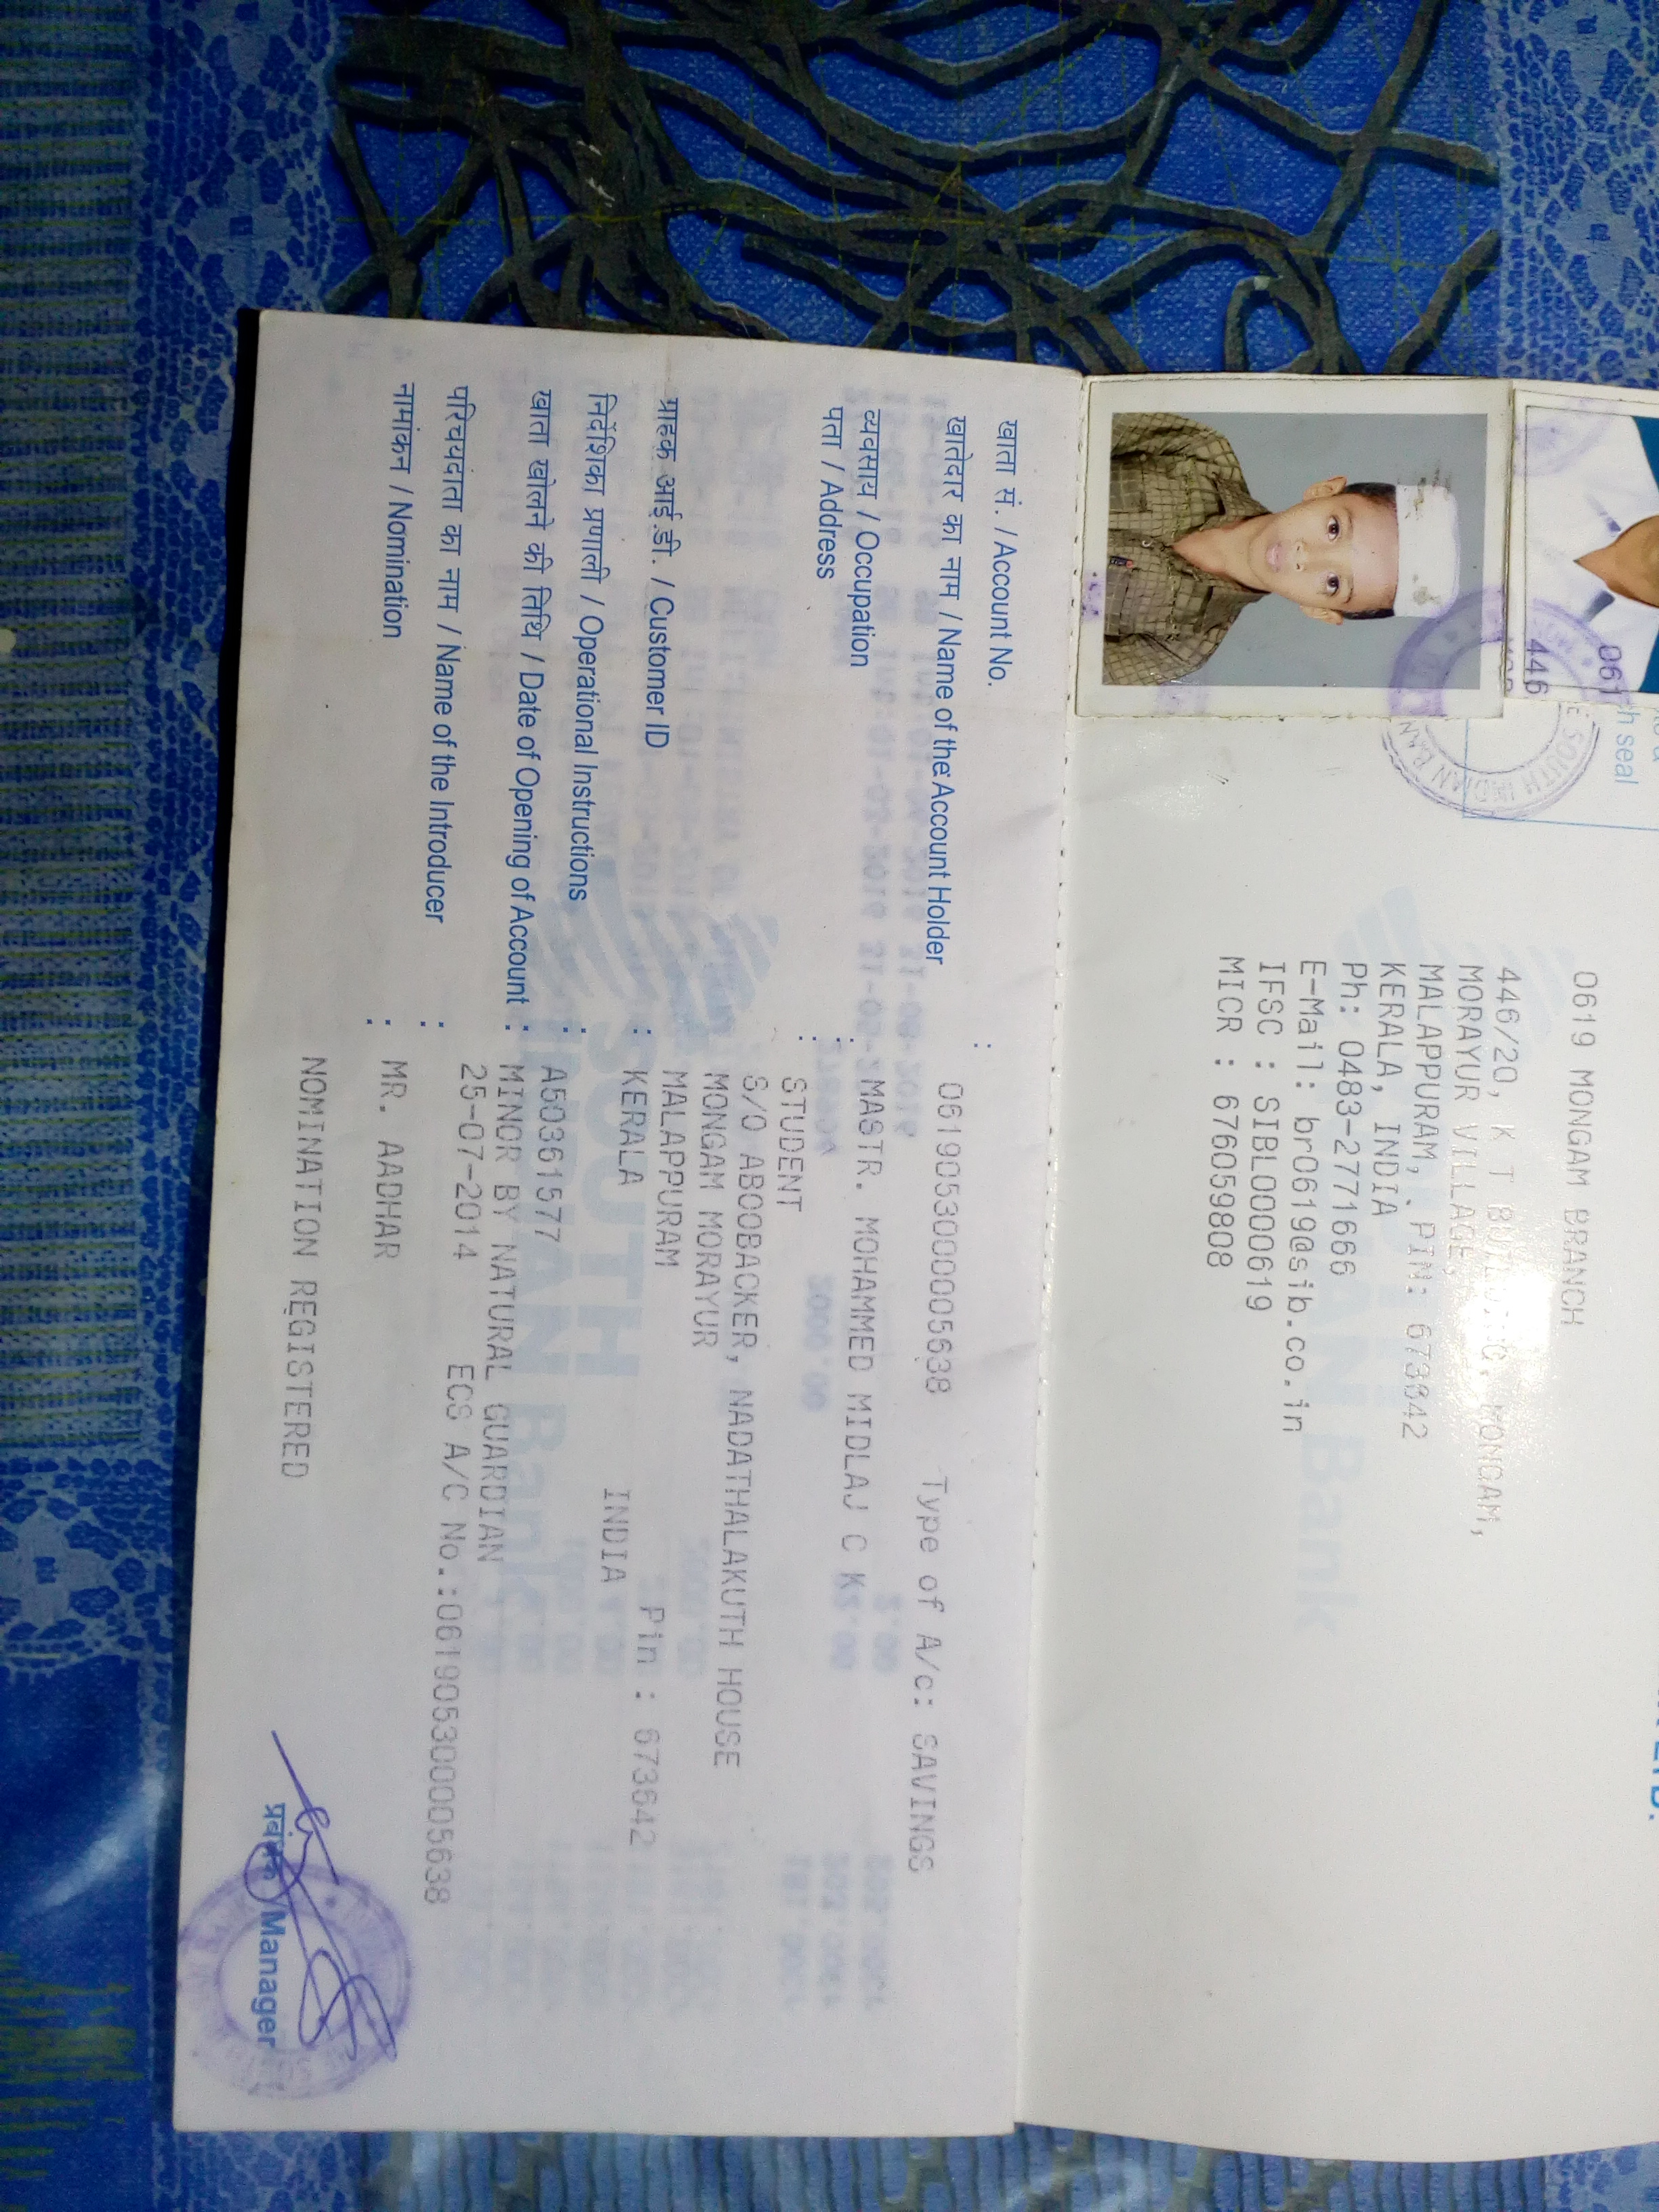 0619 MONGAM BRANCH
446/20, K T BUILDING, MONGAM,
MORAYUR VILLAGE,
MALAPPURAM, PIN: 673642
KERALA, INDIA
Ph: 0483-2771666
E-Mail: br0619@sib.co.in
IFSC : SIBL0000619
MICR : 676059808
h seal
061
446
SOUTH INDIAN BAN
खाता सं. / Account No. :
0619053000005638 Type of A/c: SAVINGS
खातेदार का नाम / Name of the Account Holder
: MASTR. MOHAMMED MIDLAJ C K
व्यवसाय / Occupation
: STUDENT
पता / Address
S/O ABOOBACKER, NADATHALAKUTH HOUSE
MONGAM MORAYUR
MALAPPURAM
KERALA Pin : 673642
INDIA
ग्राहक आई.डी. / Customer ID :
A50361577
निर्देशिका प्रणाली / Operational Instructions :
MINOR BY NATURAL GUARDIAN
खाता खोलने की तिथि / Date of Opening of Account :
25-07-2014 ECS A/C No.:0619053000005638
परिचयदाता का नाम / Name of the Introducer :
MR. AADHAR
नामांकन / Nomination :
NOMINATION REGISTERED
प्रबंधक / Manager
SOUTH INDIAN Bank